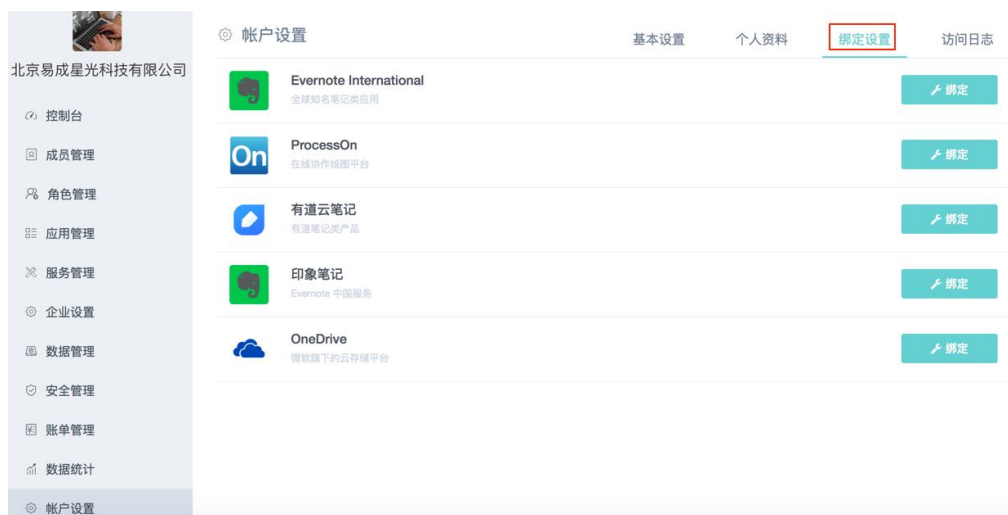 北京易成星光科技有限公司
控制台
成员管理
角色管理
应用管理
服务管理
企业设置
数据管理
安全管理
账单管理
数据统计
帐户设置
帐户设置
基本设置 个人资料 绑定设置 访问日志
Evernote International
全球知名笔记类应用
绑定
On
ProcessOn
在线协作绘图平台
绑定
有道云笔记
有道笔记类产品
绑定
印象笔记
Evernote 中国服务
绑定
OneDrive
微软旗下的云存储平台
绑定